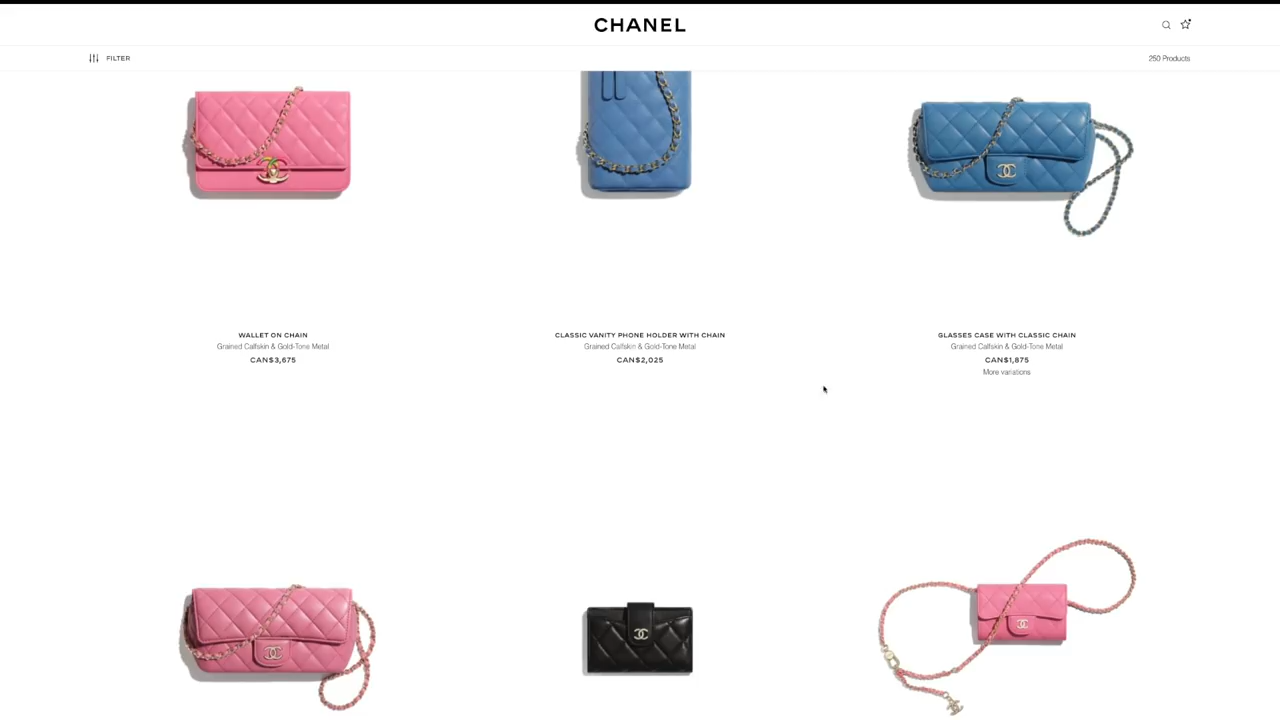 CHANEL
FILTER
250 Products
WALLET ON CHAIN
Grained Calfskin & Gold-Tone Metal
CAN$3,675
CLASSIC VANITY PHONE HOLDER WITH CHAIN
Grained Calfskin & Gold-Tone Metal
CAN$2,025
GLASSES CASE WITH CLASSIC CHAIN
Grained Calfskin & Gold-Tone Metal
CAN$1,875
More variations